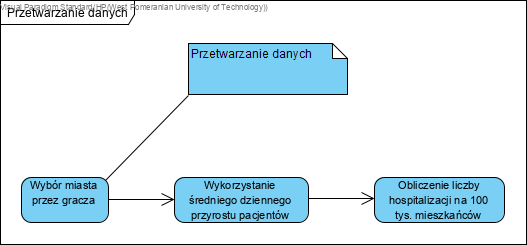 Visual Paradigm Standard(HP(West Pomeranian University of Technology))
Przetwarzanie danych
Przetwarzanie danych
Wybór miasta
przez gracza
Wykorzystanie
średniego dziennego
przyrostu pacjentów
Obliczenie liczby
hospitalizacji na 100
tys. mieszkańców